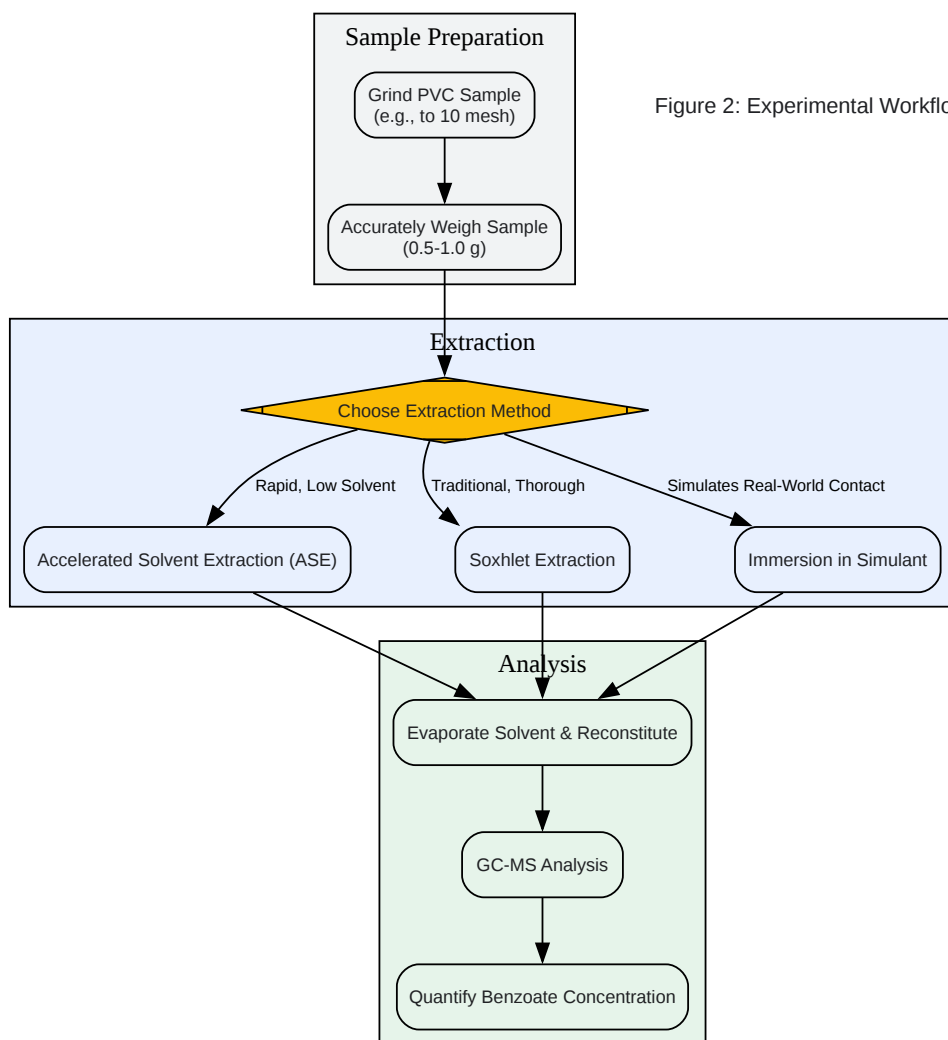 Sample Preparation
Grind PVC Sample
(e.g., to 10 mesh)
Figure 2: Experimental Workflo
Accurately Weigh Sample
(0.5-1.0 g)
Extraction
Choose Extraction Method
Rapid, Low Solvent
Traditional, Thorough
Simulates Real-World Contact
Accelerated Solvent Extraction (ASE)
Soxhlet Extraction
Immersion in Simulant
Analysis
Evaporate Solvent & Reconstitute
GC-MS Analysis
Quantify Benzoate Concentration